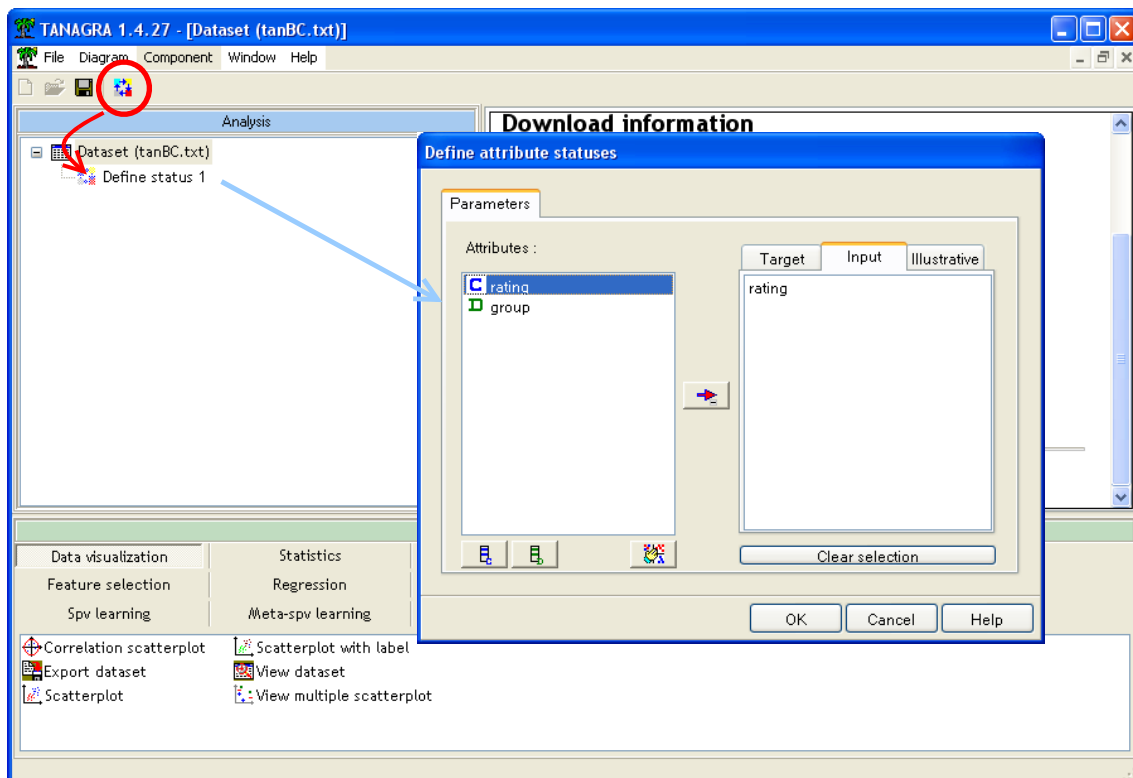 TANAGRA 1.4.27 - [Dataset (tanBC.txt)]
File Diagram Component Window Help
Analysis
Dataset (tanBC.txt)
Define status 1
Download information
Define attribute statuses
Parameters
Attributes :
C rating
D group
Target Input Illustrative
rating
Clear selection
OK Cancel Help
Data visualization Statistics
Feature selection Regression
Spv learning Meta-spv learning
Correlation scatterplot Scatterplot with label
Export dataset View dataset
Scatterplot View multiple scatterplot